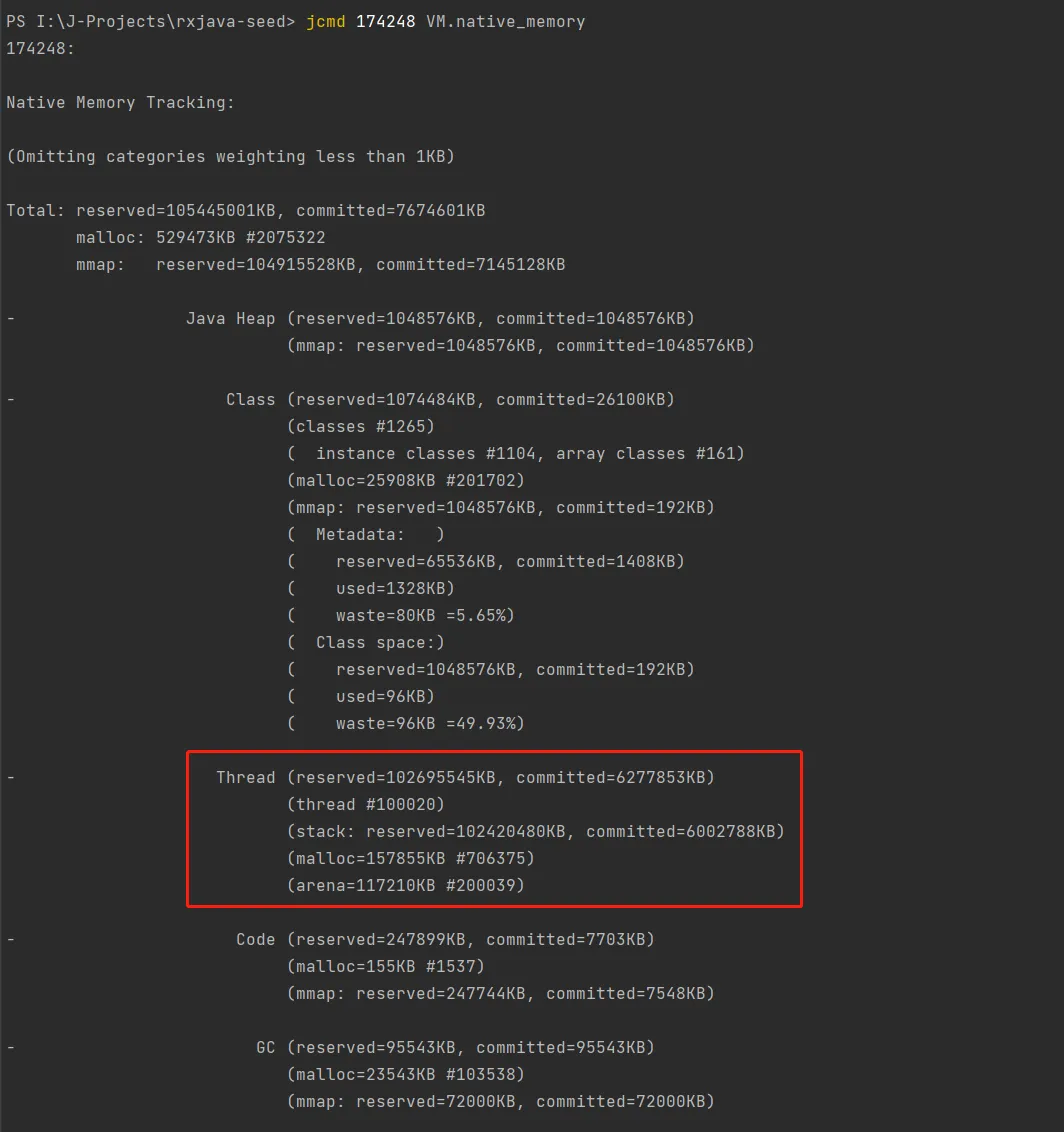 PS I:\J-Projects\rxjava-seed> jcmd 174248 VM.native_memory
174248:
Native Memory Tracking:
(Omitting categories weighting less than 1KB)
Total: reserved=105445001KB, committed=7674601KB
malloc: 529473KB #2075322
mmap: reserved=104915528KB, committed=7145128KB
- Java Heap (reserved=1048576KB, committed=1048576KB)
(mmap: reserved=1048576KB, committed=1048576KB)
- Class (reserved=1074484KB, committed=26100KB)
(classes #1265)
( instance classes #1104, array classes #161)
(malloc=25908KB #201702)
(mmap: reserved=1048576KB, committed=192KB)
( Metadata: )
( reserved=65536KB, committed=1408KB)
( used=1328KB)
( waste=80KB =5.65%)
( Class space:)
( reserved=1048576KB, committed=192KB)
( used=96KB)
( waste=96KB =49.93%)
- Thread (reserved=102695545KB, committed=6277853KB)
(thread #100020)
(stack: reserved=102420480KB, committed=6002788KB)
(malloc=157855KB #706375)
(arena=117210KB #200039)
- Code (reserved=247899KB, committed=7703KB)
(malloc=155KB #1537)
(mmap: reserved=247744KB, committed=7548KB)
- GC (reserved=95543KB, committed=95543KB)
(malloc=23543KB #103538)
(mmap: reserved=72000KB, committed=72000KB)